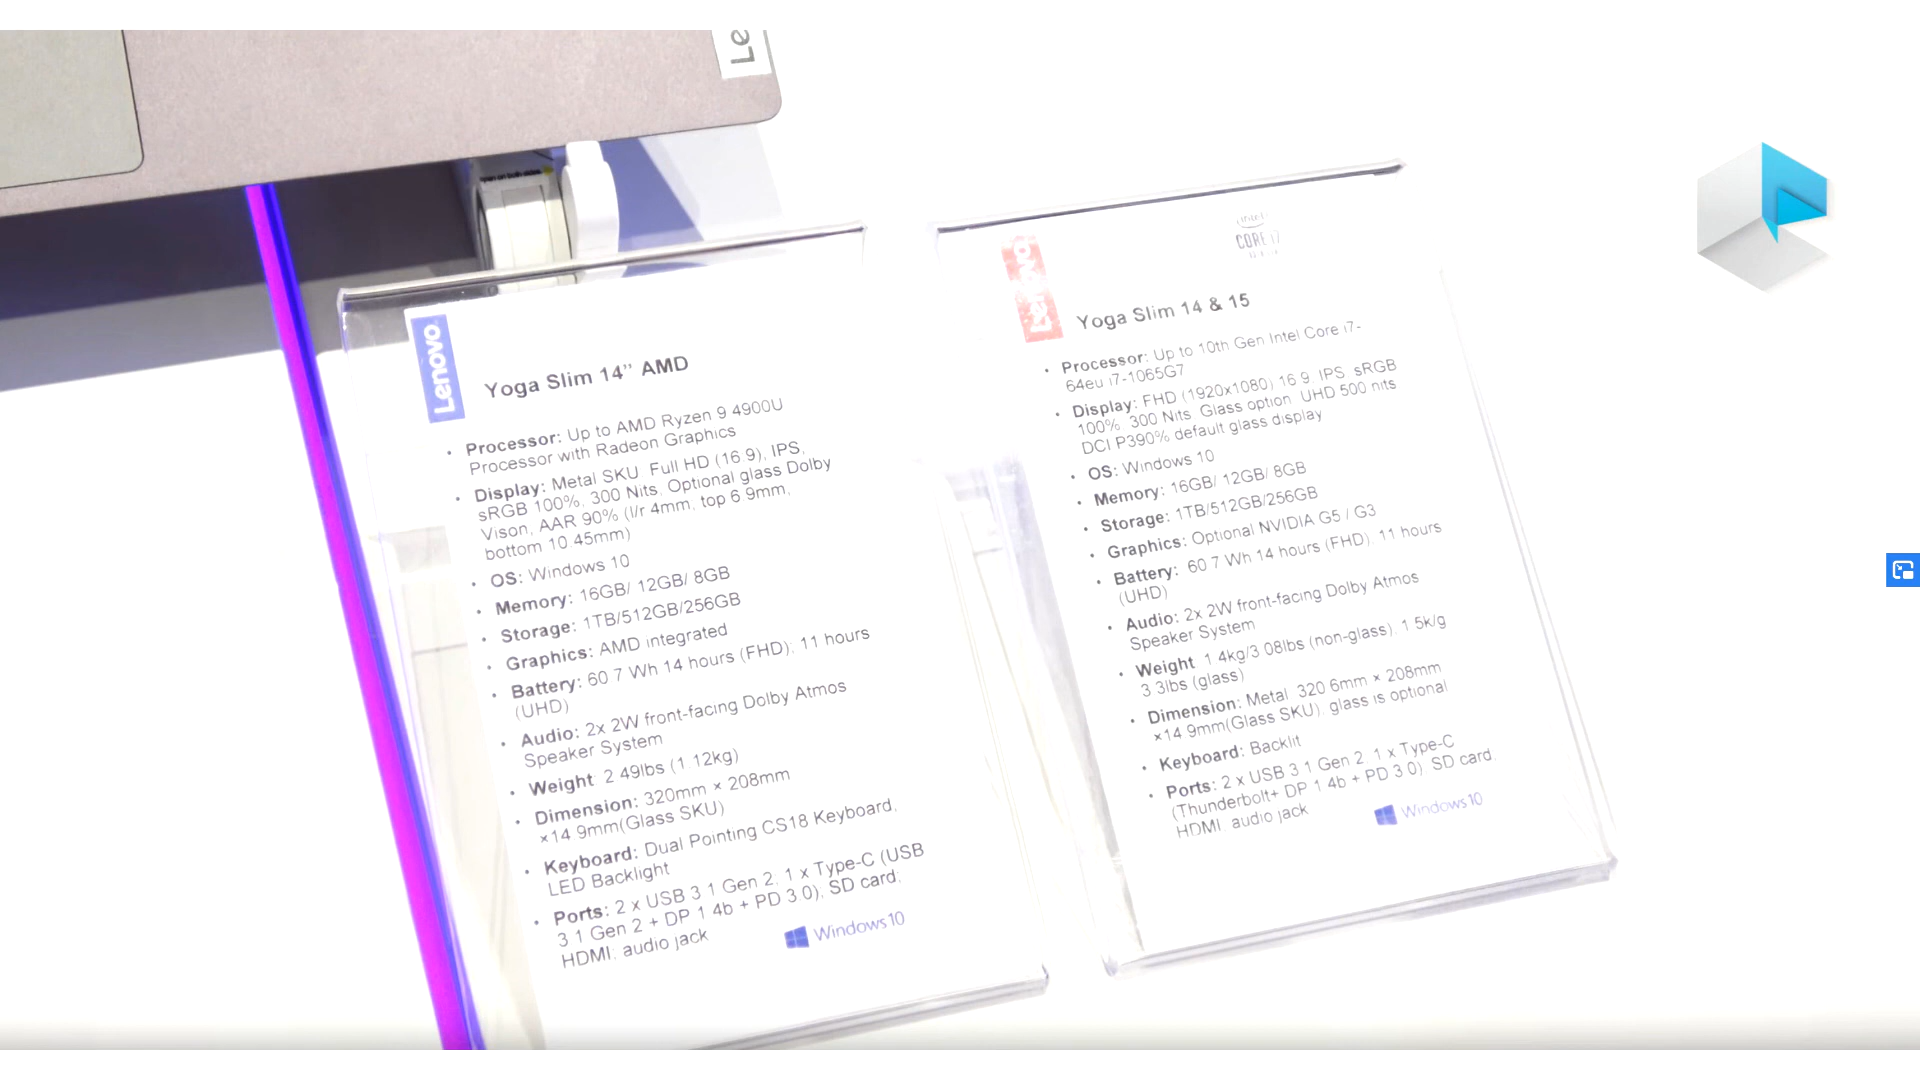 Le
open on both sides
Lenovo
Yoga Slim 14” AMD
• Processor: Up to AMD Ryzen 9 4900U
Processor with Radeon Graphics
• Display: Metal SKU Full HD (16 9), IPS,
sRGB 100%, 300 Nits, Optional glass Dolby
Vison, AAR 90% (l/r 4mm, top 6 9mm,
bottom 10.45mm)
• OS: Windows 10
• Memory: 16GB/ 12GB/ 8GB
• Storage: 1TB/512GB/256GB
• Graphics: AMD integrated
• Battery: 60 7 Wh 14 hours (FHD); 11 hours
(UHD)
• Audio: 2x 2W front-facing Dolby Atmos
Speaker System
• Weight 2 49lbs (1.12kg)
• Dimension: 320mm × 208mm
×14 9mm(Glass SKU)
• Keyboard: Dual Pointing CS18 Keyboard,
LED Backlight
• Ports: 2 x USB 3 1 Gen 2, 1 x Type-C (USB
3 1 Gen 2 + DP 1 4b + PD 3.0), SD card;
HDMI; audio jack
Windows 10
Lenovo
intel
CORE i7
Yoga Slim 14 & 15
• Processor: Up to 10th Gen Intel Core i7-
64eu i7-1065G7
• Display: FHD (1920x1080) 16 9 IPS sRGB
100% 300 Nits Glass option UHD 500 nits
DCI P390% default glass display
• OS: Windows 10
• Memory: 16GB/ 12GB/ 8GB
• Storage: 1TB/512GB/256GB
• Graphics: Optional NVIDIA G5 / G3
• Battery: 60 7 Wh 14 hours (FHD), 11 hours
(UHD)
• Audio: 2x 2W front-facing Dolby Atmos
Speaker System
• Weight 1 4kg/3 08lbs (non-glass), 1 5k/g
3 3lbs (glass)
• Dimension: Metal 320 6mm × 208mm
×14 9mm(Glass SKU), glass is optional
• Keyboard: Backlit
• Ports: 2 x USB 3 1 Gen 2 1 x Type-C
(Thunderbolt+ DP 1 4b + PD 3 0) SD card,
HDMI audio jack
Windows 10